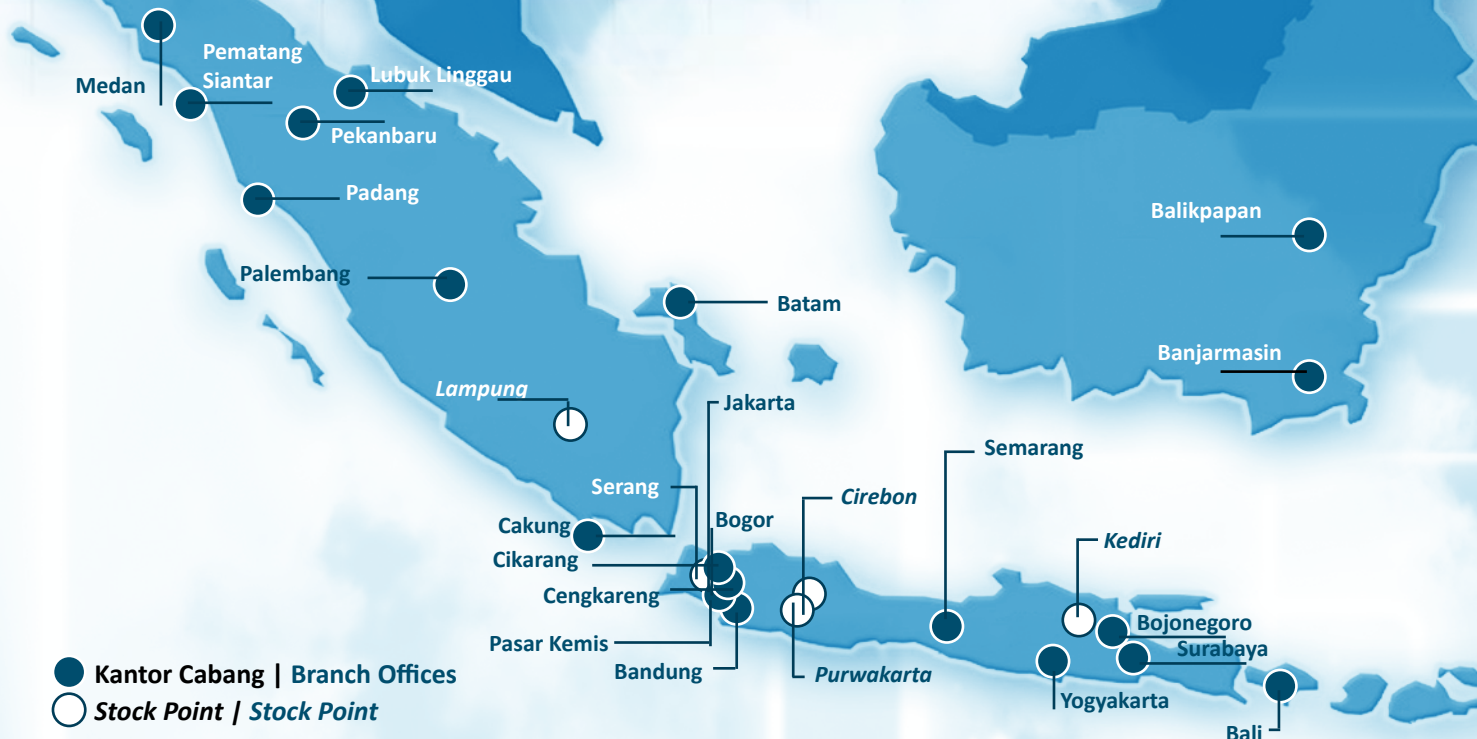 Pematang
Siantar
Medan
Lubuk Linggau
Pekanbaru
Padang
Palembang
Batam
Balikpapan
Banjarmasin
Lampung
Jakarta
Semarang
Serang
Cirebon
Cakung
Bogor
Kediri
Cikarang
Cengkareng
Bojonegoro
Pasar Kemis
Surabaya
Bandung
Purwakarta
Yogyakarta
Bali
Kantor Cabang | Branch Offices
Stock Point | Stock Point